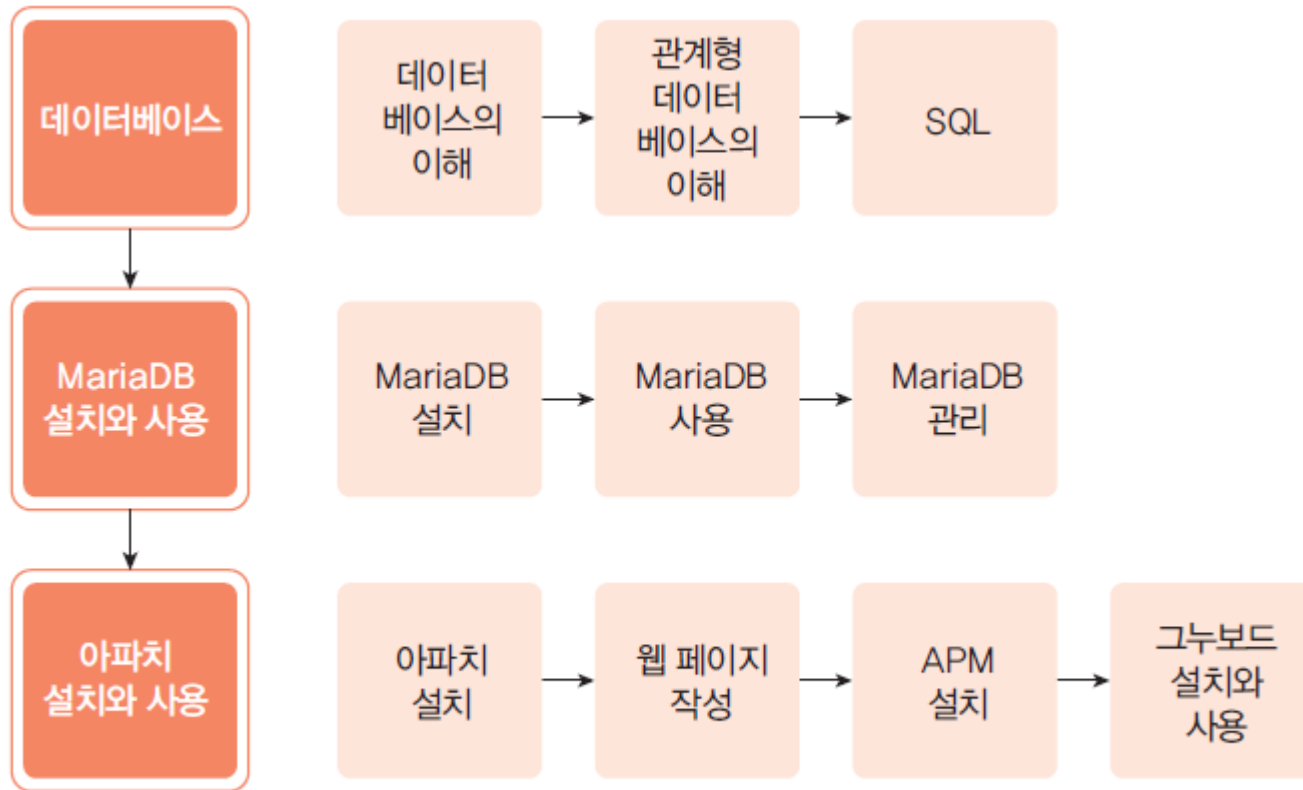 데이터베이스
데이터
베이스의
이해
관계형
데이터
베이스의
이해
SQL
MariaDB
설치와 사용
MariaDB
설치
MariaDB
사용
MariaDB
관리
아파치
설치와 사용
아파치
설치
웹 페이지
작성
APM
설치
그누보드
설치와
사용